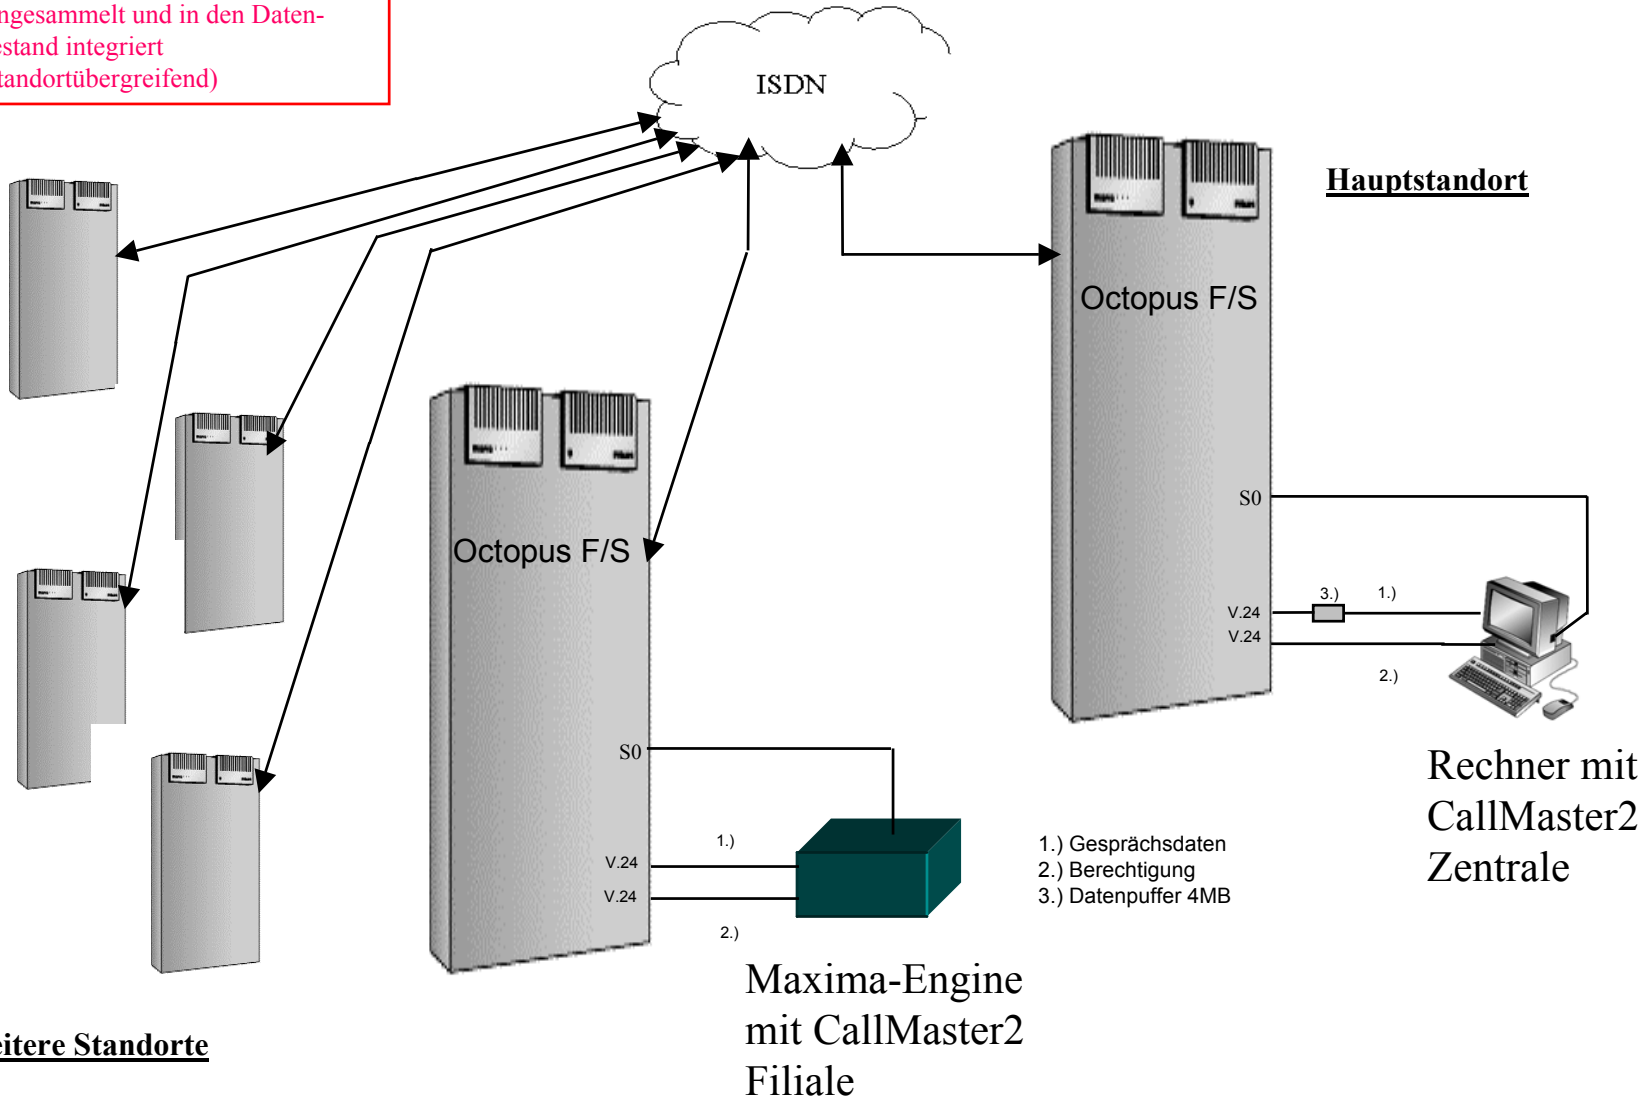 ngesammelt und in den Daten-
estand integriert
tandortübergreifend)
ISDN
Hauptstandort
Octopus F/S
S0
3.) 1.)
V.24
V.24
2.)
Rechner mit
CallMaster2
Zentrale
Octopus F/S
S0
1.)
V.24
V.24
2.)
1.) Gesprächsdaten
2.) Berechtigung
3.) Datenpuffer 4MB
Maxima-Engine
mit CallMaster2
Filiale
eitere Standorte